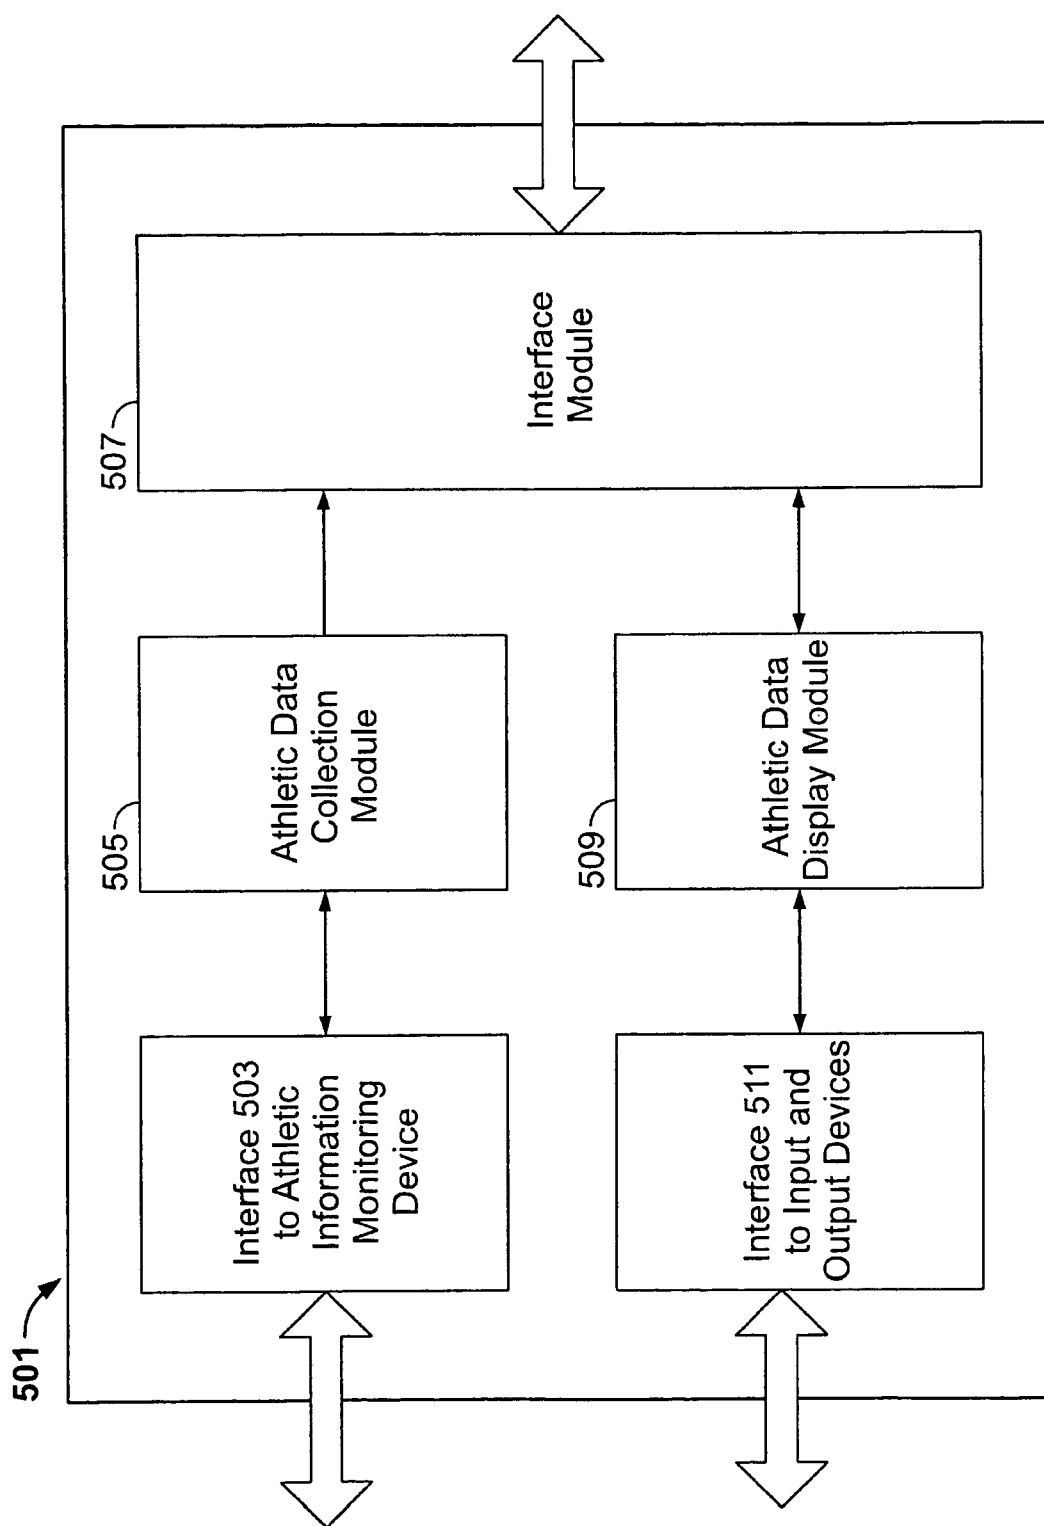 501
Interface 503
to Athletic
Information
Monitoring
Device
505
Athletic Data
Collection
Module
507
Interface
Module
Interface 511
to Input and
Output Devices
509
Athletic Data
Display Module